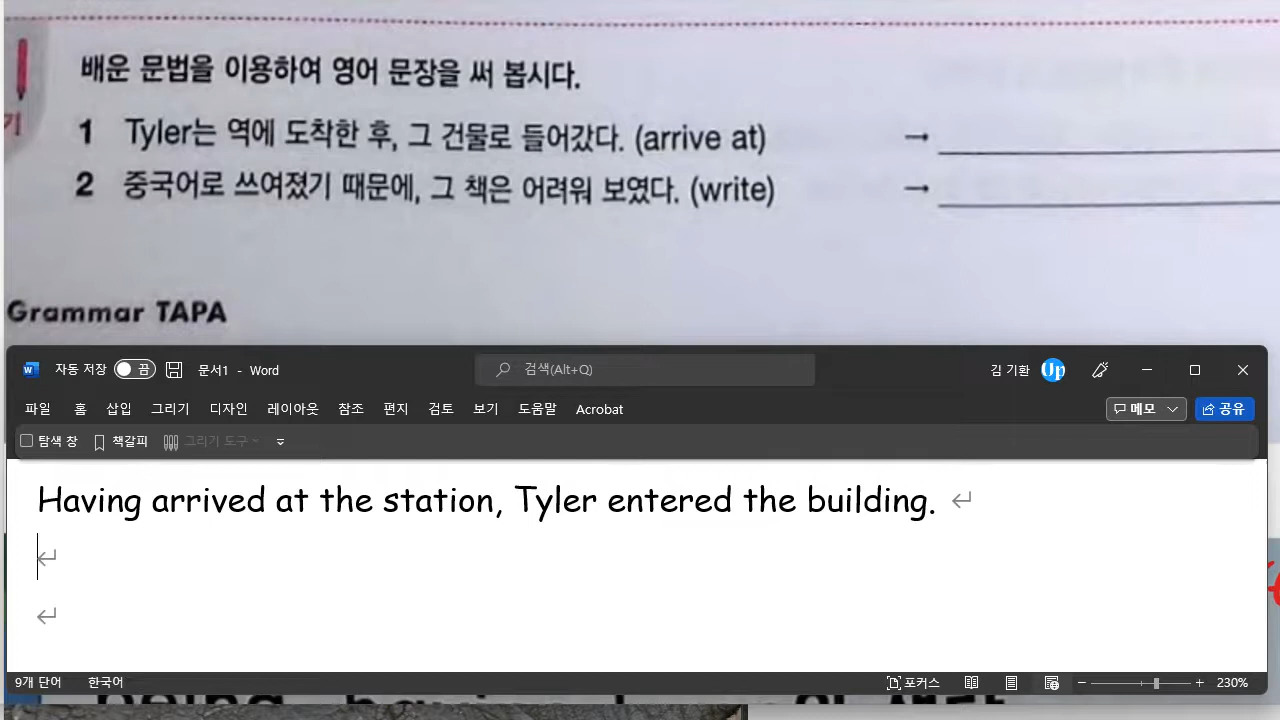 배운 문법을 이용하여 영어 문장을 써 봅시다.
기
1 Tyler는 역에 도착한 후, 그 건물로 들어갔다. (arrive at) →
2 중국어로 쓰여졌기 때문에, 그 책은 어려워 보였다. (write) →
Grammar TAPA
자동 저장 끔 문서1 - Word 검색(Alt+Q) 김 기환 Up
파일 홈 삽입 그리기 디자인 레이아웃 참조 편지 검토 보기 도움말 Acrobat 메모 공유
탐색 창 책갈피 그리기 도구
Having arrived at the station, Tyler entered the building.
9개 단어 한국어 포커스 230%